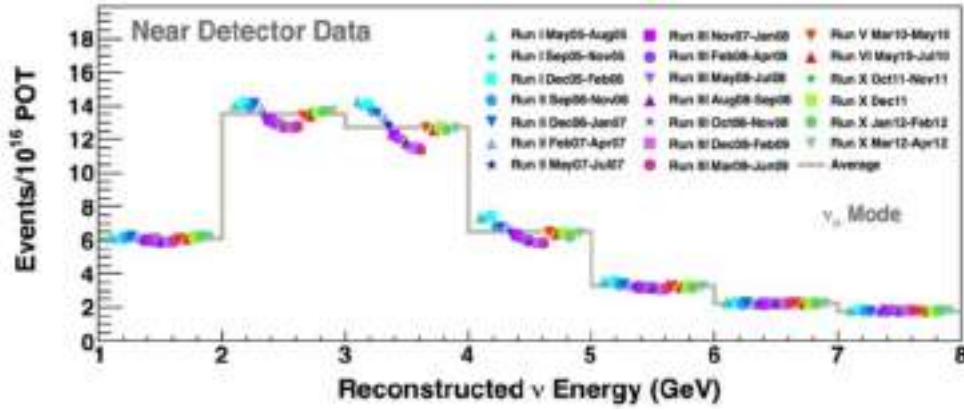 Near Detector Data
Run I May05-Aug05
Run I Sep05-Nov05
Run I Dec05-Feb06
Run II Sep06-Nov06
Run II Dec06-Jan07
Run II Feb07-Apr07
Run II May07-Jul07
Run III Nov07-Jan08
Run III Feb08-Apr08
Run III May08-Jul08
Run III Aug08-Sep08
Run III Oct08-Nov08
Run III Dec08-Feb09
Run III Mar09-Jun09
Run V Mar10-May10
Run VI May10-Jul10
Run X Oct11-Nov11
Run X Dec11
Run X Jan12-Feb12
Run X Mar12-Apr12
Average
Mode
Events/10¹⁶ POT
18
16
14
12
10
8
6
4
2
0
1 2 3 4 5 6 7 8
Reconstructed ν Energy (GeV)